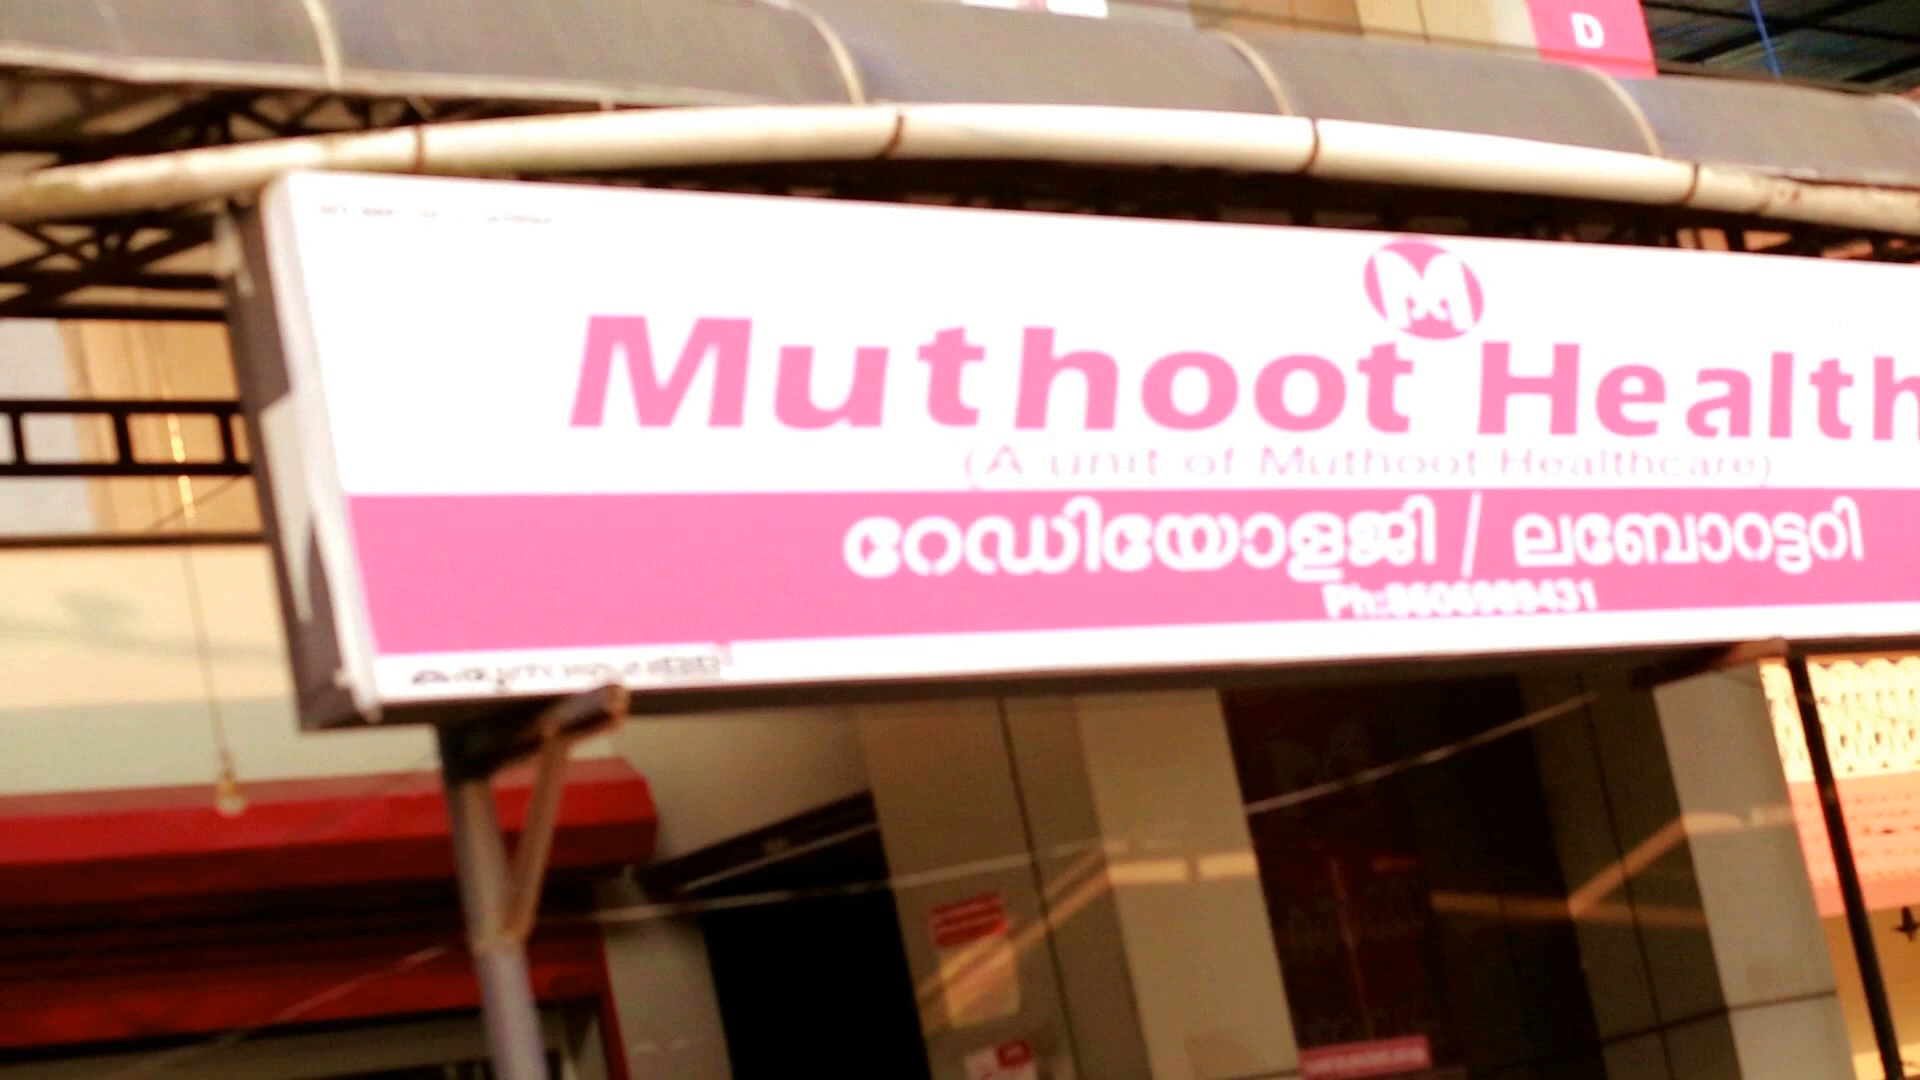 D
M
Muthoot Health
(A unit of Muthoot Healthcare)
റേഡിയോളജി / ലബോറട്ടറി